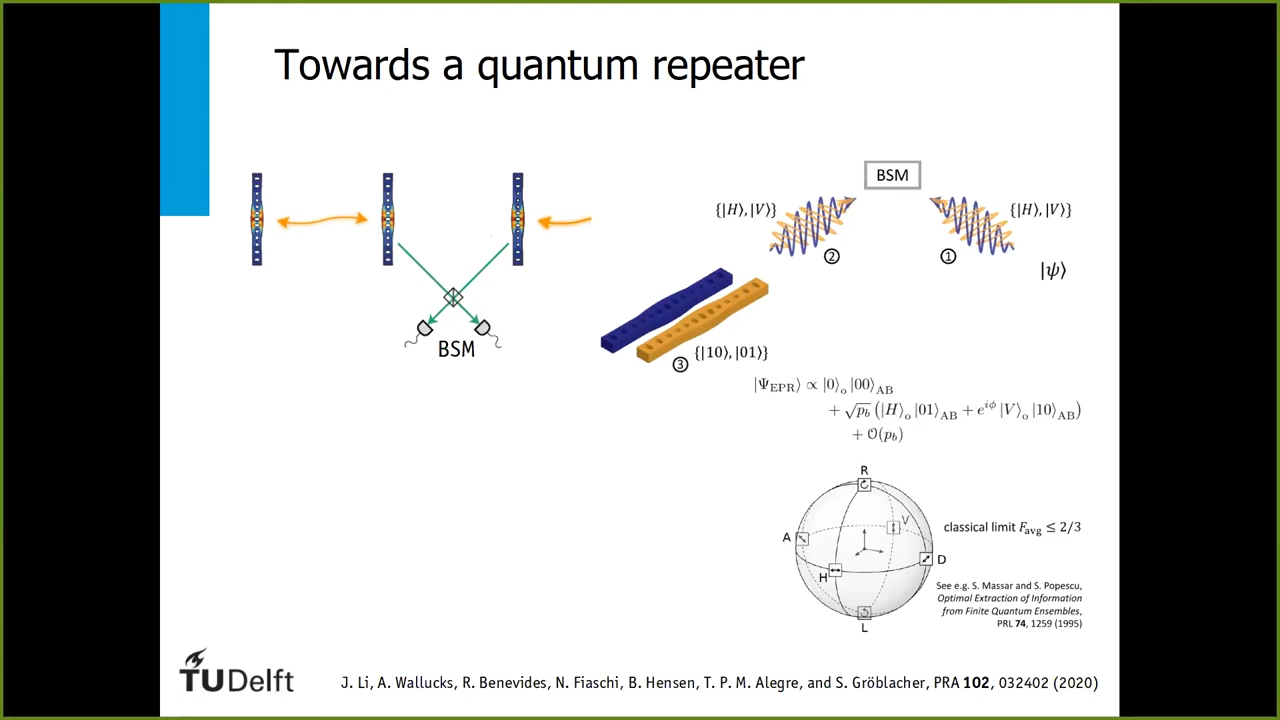 Towards a quantum repeater
BSM
BSM
{|H⟩,|V⟩}
②
{|H⟩,|V⟩}
①
|ψ⟩
③
{|10⟩,|01⟩}
|Ψ_EPR⟩ ∝ |0⟩_o |00⟩_AB
+ √p_b (|H⟩_o |01⟩_AB + e^{iϕ} |V⟩_o |10⟩_AB)
+ O(p_b)
R
A
V
H
D
L
classical limit F_avg ≤ 2/3
See e.g. S. Massar and S. Popescu,
Optimal Extraction of Information
from Finite Quantum Ensembles,
PRL 74, 1259 (1995)
TUDelft
J. Li, A. Wallucks, R. Benevides, N. Fiaschi, B. Hensen, T. P. M. Alegre, and S. Gröblacher, PRA 102, 032402 (2020)